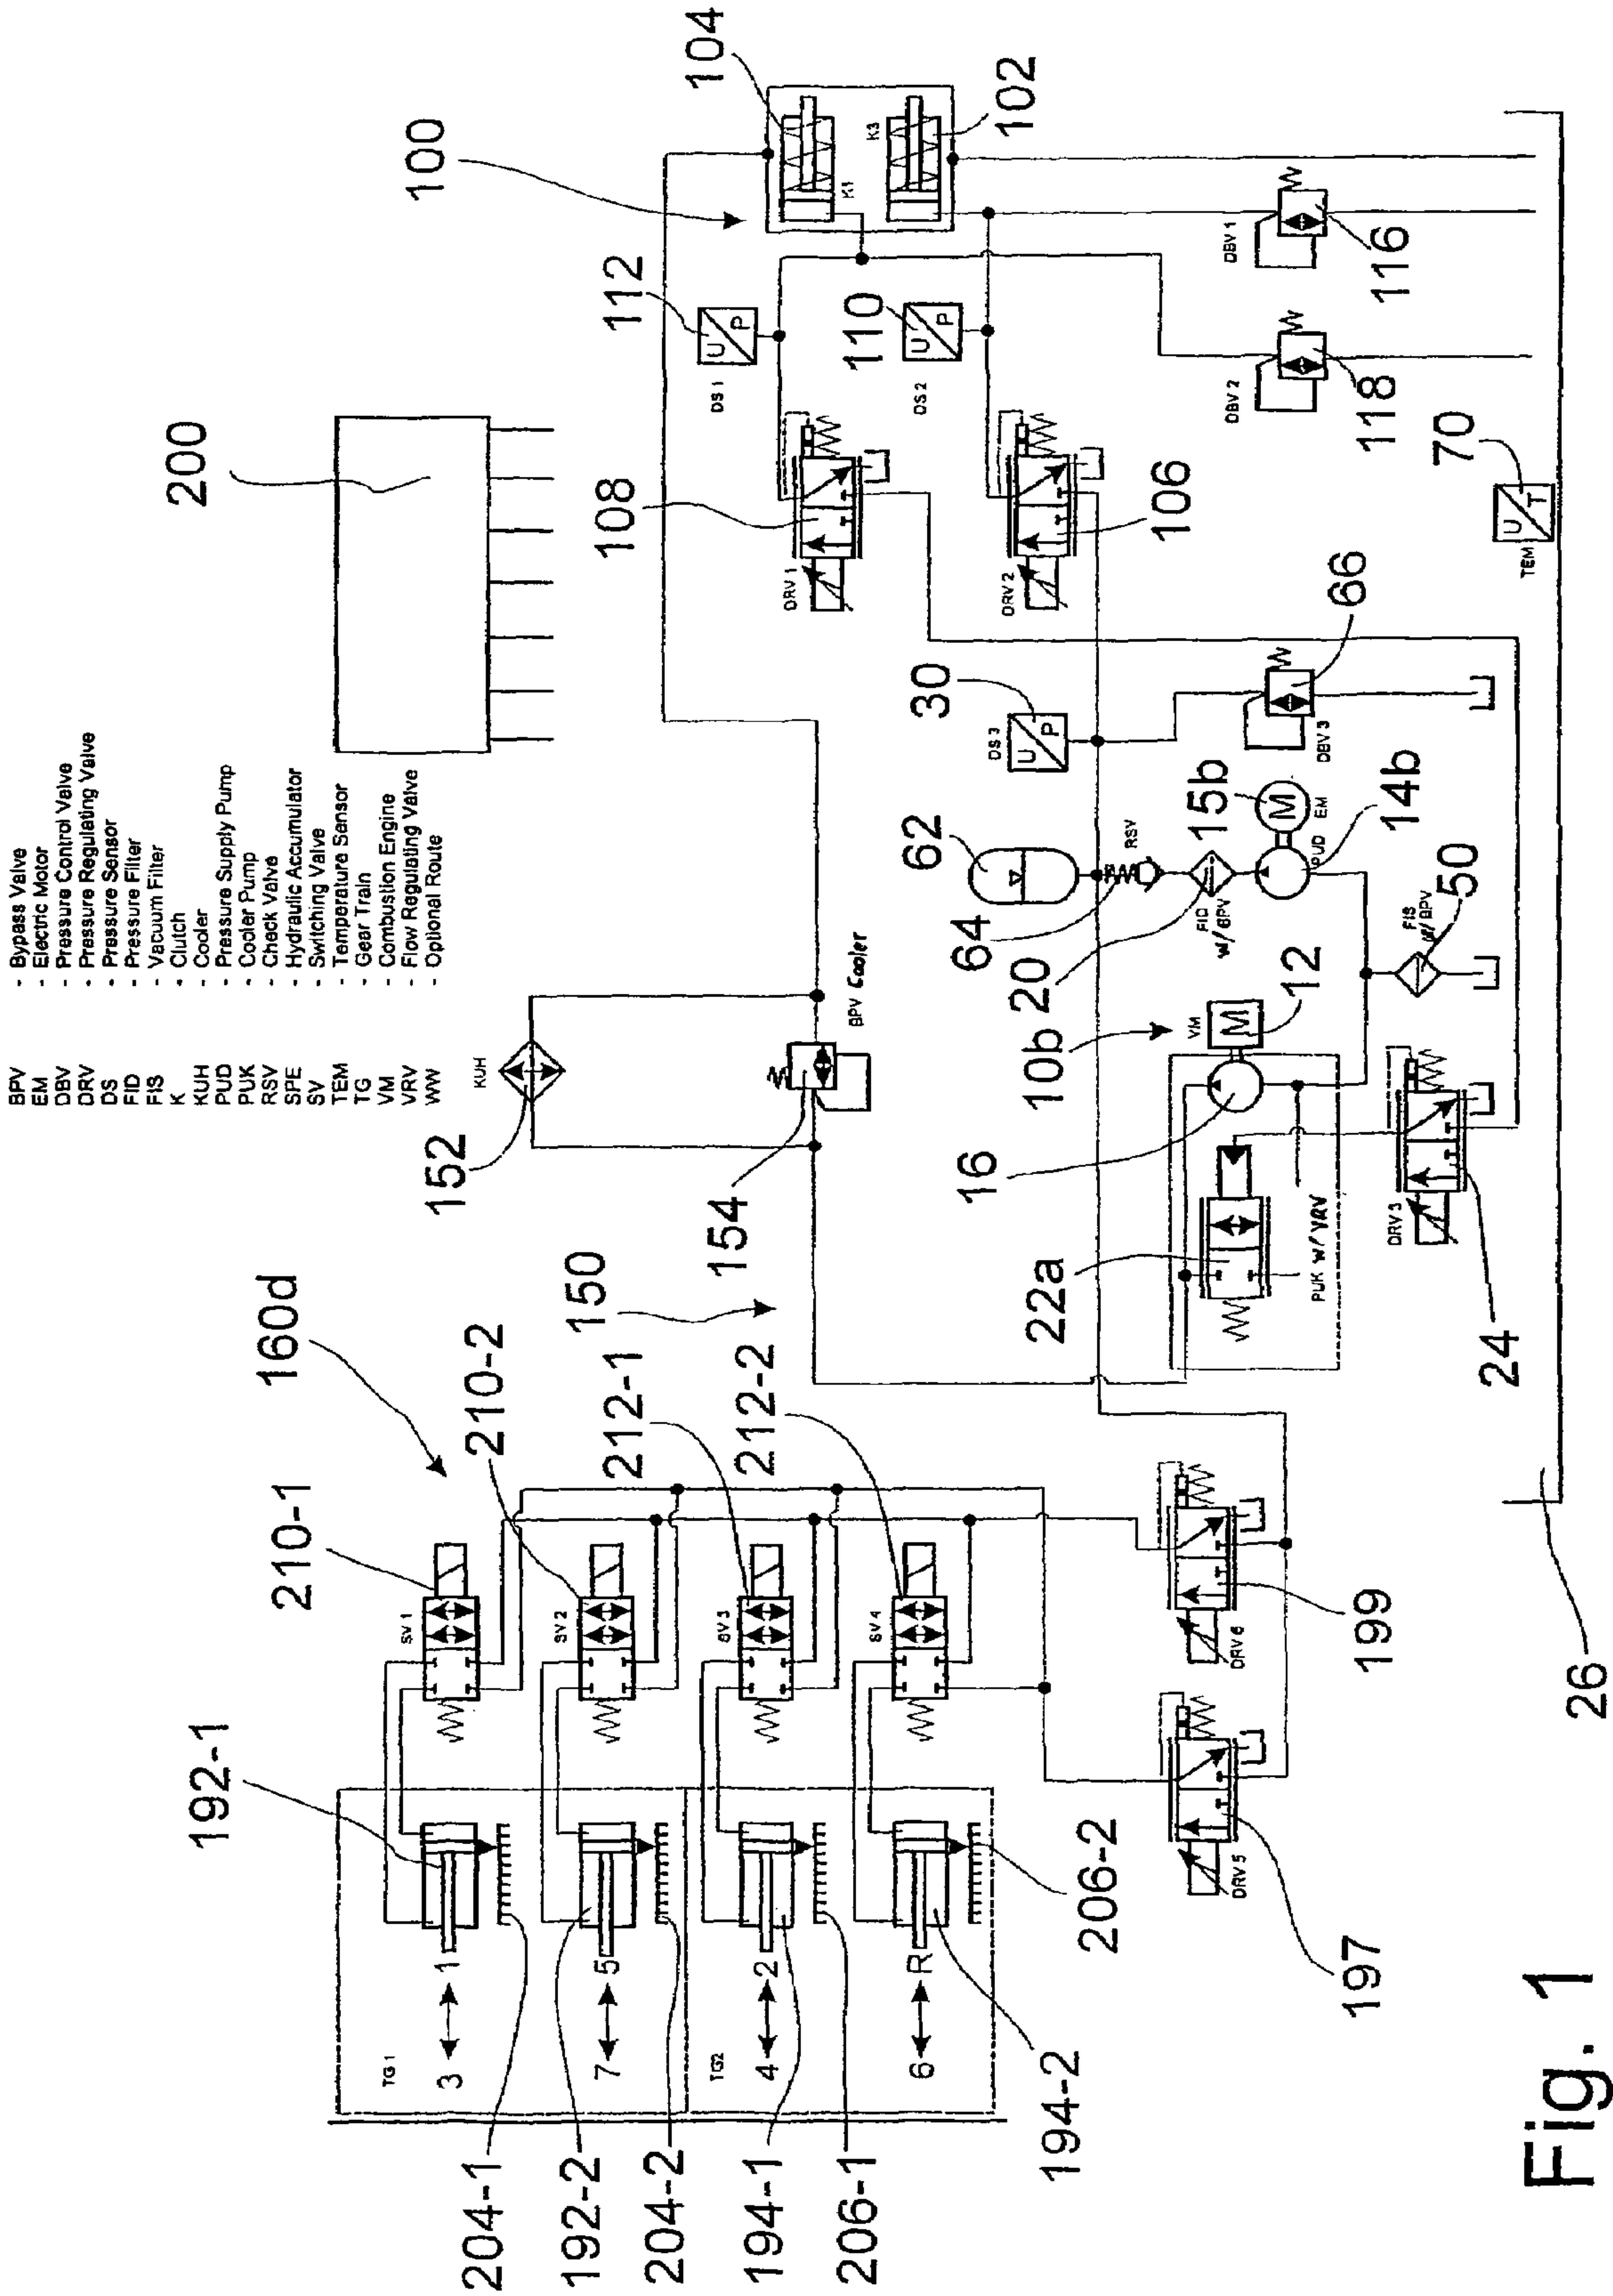 BPV - Bypass Valve
EM - Electric Motor
DBV - Pressure Control Valve
DRV - Pressure Regulating Valve
DS - Pressure Sensor
FID - Pressure Filter
FIS - Vacuum Filter
K - Clutch
KUH - Cooler
PUD - Pressure Supply Pump
PUK - Cooler Pump
RSV - Check Valve
SPE - Hydraulic Accumulator
SV - Switching Valve
TEM - Temperature Sensor
TG - Gear Train
VM - Combustion Engine
VRV - Flow Regulating Valve
WW - Optional Route
200
100
104
102
K1
K3
112
DS 1
U
P
110
DS 2
U
P
108
DRV 1
106
DRV 2
DBV 1
116
DBV 2
118
70
TEM
U
T
152
KUH
154
BPV Cooler
150
30
DS 3
U
P
66
DBV 3
62
64
RSV
20
FID
W/ BPV
15b
M
EM
PUD
14b
50
FIS
W/ BPV
10b
VM
M
12
16
22a
PUK W/ VRV
DRV 3
24
26
160d
210-1
SV 1
210-2
SV 2
212-1
SV 3
212-2
SV 4
192-1
TG 1
3
1
204-1
192-2
7
5
204-2
TG2
194-1
4
2
206-1
194-2
6
R
206-2
DRV 5
197
DRV 6
199
Fig. 1